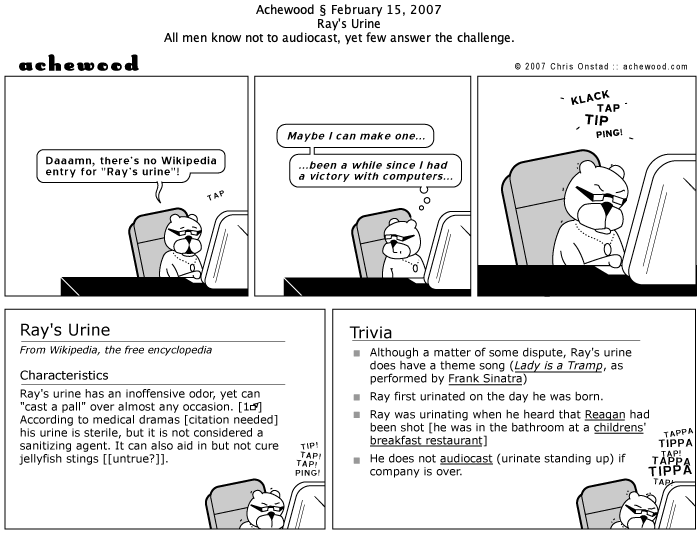 Achewood § February 15, 2007
Ray's Urine
All men know not to audiocast, yet few answer the challenge.
achewood
© 2007 Chris Onstad :: achewood.com
Daaamn, there's no Wikipedia
entry for "Ray's urine"!
TAP
Maybe I can make one...
...been a while since I had
a victory with computers...
KLACK
TAP
TIP
PING!
Ray's Urine
From Wikipedia, the free encyclopedia
Characteristics
Ray's urine has an inoffensive odor, yet can
"cast a pall" over almost any occasion.
According to medical dramas [citation needed]
his urine is sterile, but it is not considered a
sanitizing agent. It can also aid in but not cure
jellyfish stings [[untrue?]].
TIP!
TAP!
TAP!
PING!
Trivia
Although a matter of some dispute, Ray's urine
does have a theme song (Lady is a Tramp, as
performed by Frank Sinatra)
Ray first urinated on the day he was born.
Ray was urinating when he heard that Reagan had
been shot [he was in the bathroom at a childrens'
breakfast restaurant]
He does not audiocast (urinate standing up) if
company is over.
TAPPA
TIPPA
TAP!
TAPPA
TIPPA
TAP!